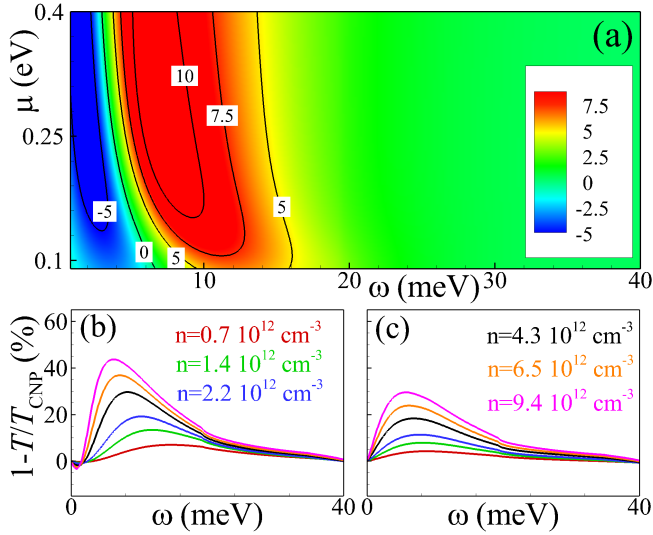 0.4
(a)
μ (eV)
10
7.5
7.5
5
2.5
0
-2.5
-5
0.25
-5
0
5
5
0.1
10
20
30
40
ω (meV)
60
40
20
0
1-T/T_CNP (%)
(b)
n=0.7 10^12 cm^-3
n=1.4 10^12 cm^-3
n=2.2 10^12 cm^-3
(c)
n=4.3 10^12 cm^-3
n=6.5 10^12 cm^-3
n=9.4 10^12 cm^-3
0
ω (meV)
40
0
ω (meV)
40